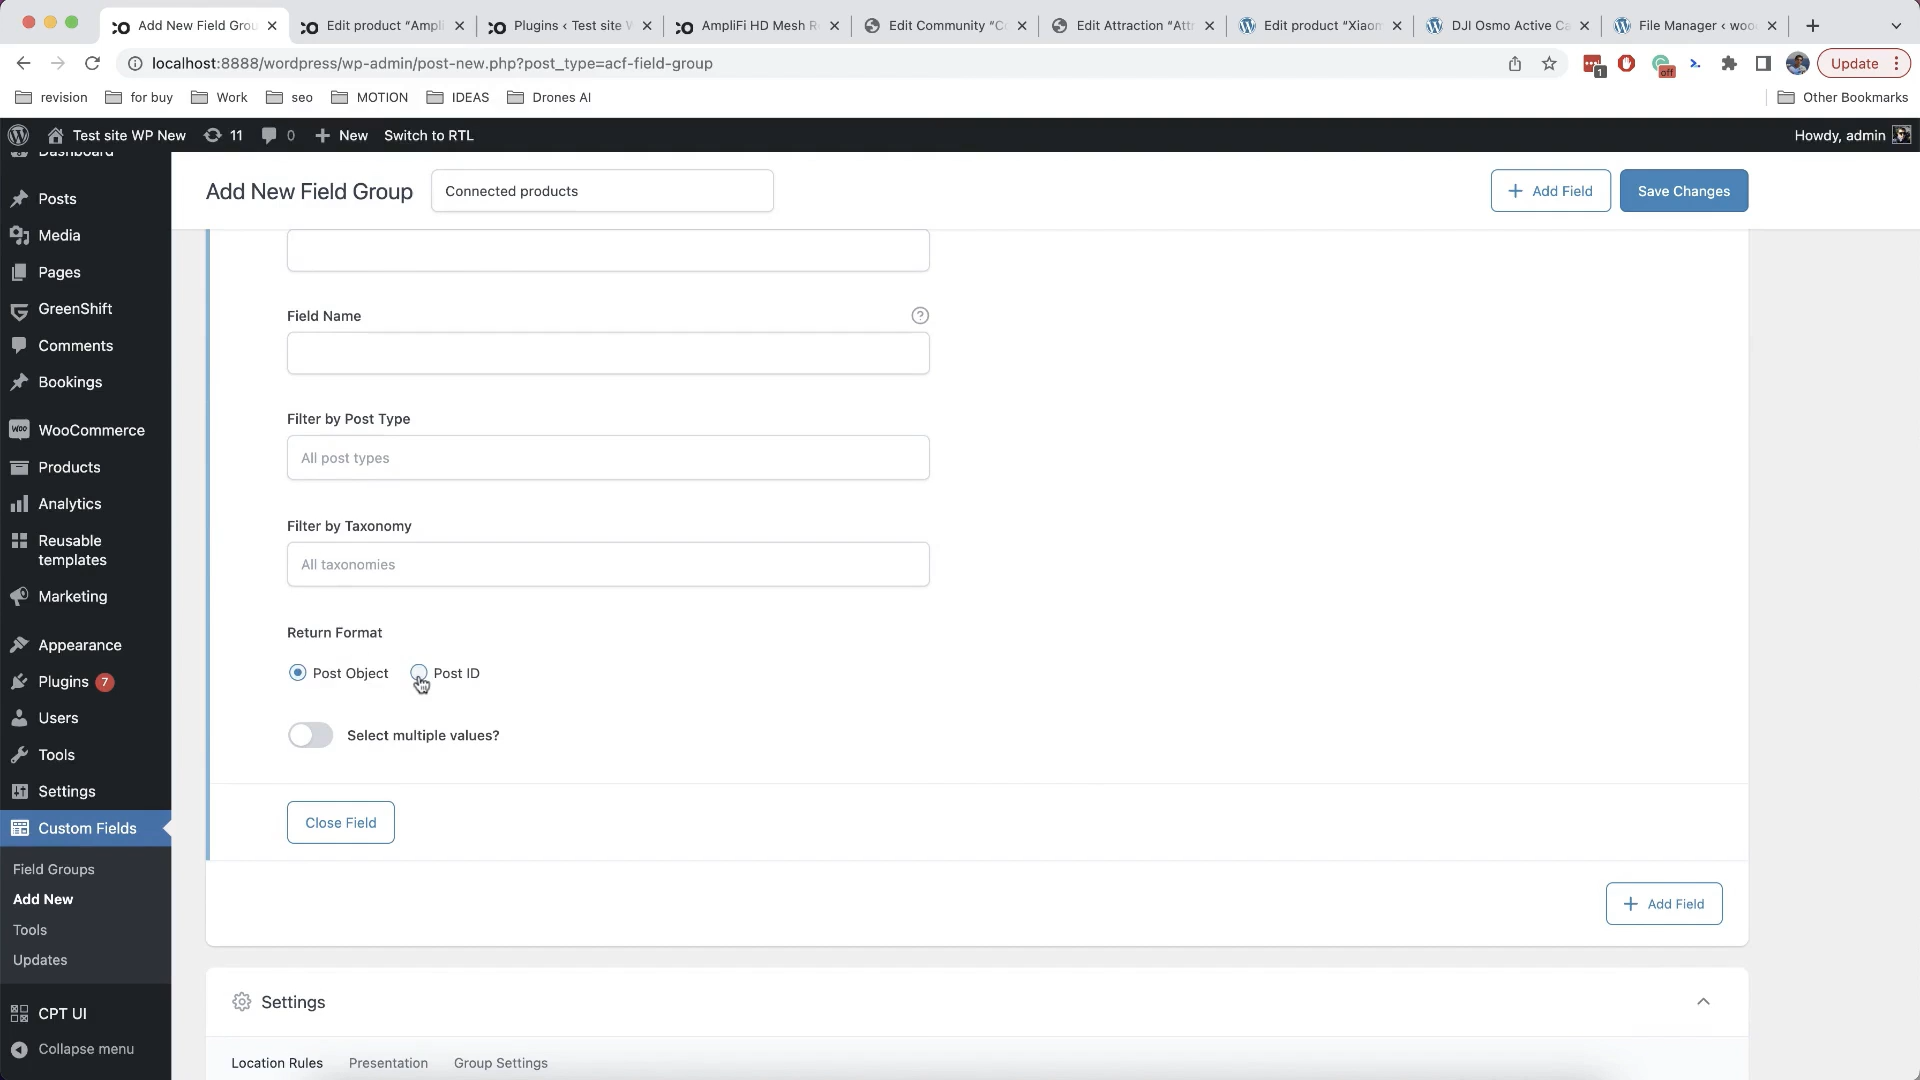 Add New Field Grou
Edit product “Ampli
Plugins ‹ Test site W
AmpliFi HD Mesh R
Edit Community “C
Edit Attraction “Att
Edit product “Xiaom
DJI Osmo Active Ca
File Manager ‹ woo
localhost:8888/wordpress/wp-admin/post-new.php?post_type=acf-field-group
1
off
Update
revision
for buy
Work
seo
MOTION
IDEAS
Drones AI
Other Bookmarks
Test site WP New
11
0
New
Switch to RTL
Howdy, admin
Dashboard
Posts
Media
Pages
GreenShift
Comments
Bookings
WooCommerce
Products
Analytics
Reusable
templates
Marketing
Appearance
Plugins 7
Users
Tools
Settings
Custom Fields
Field Groups
Add New
Tools
Updates
CPT UI
Collapse menu
Add New Field Group
Connected products
Add Field
Save Changes
Field Name
?
Filter by Post Type
All post types
Filter by Taxonomy
All taxonomies
Return Format
Post Object
Post ID
Select multiple values?
Close Field
Add Field
Settings
Location Rules
Presentation
Group Settings